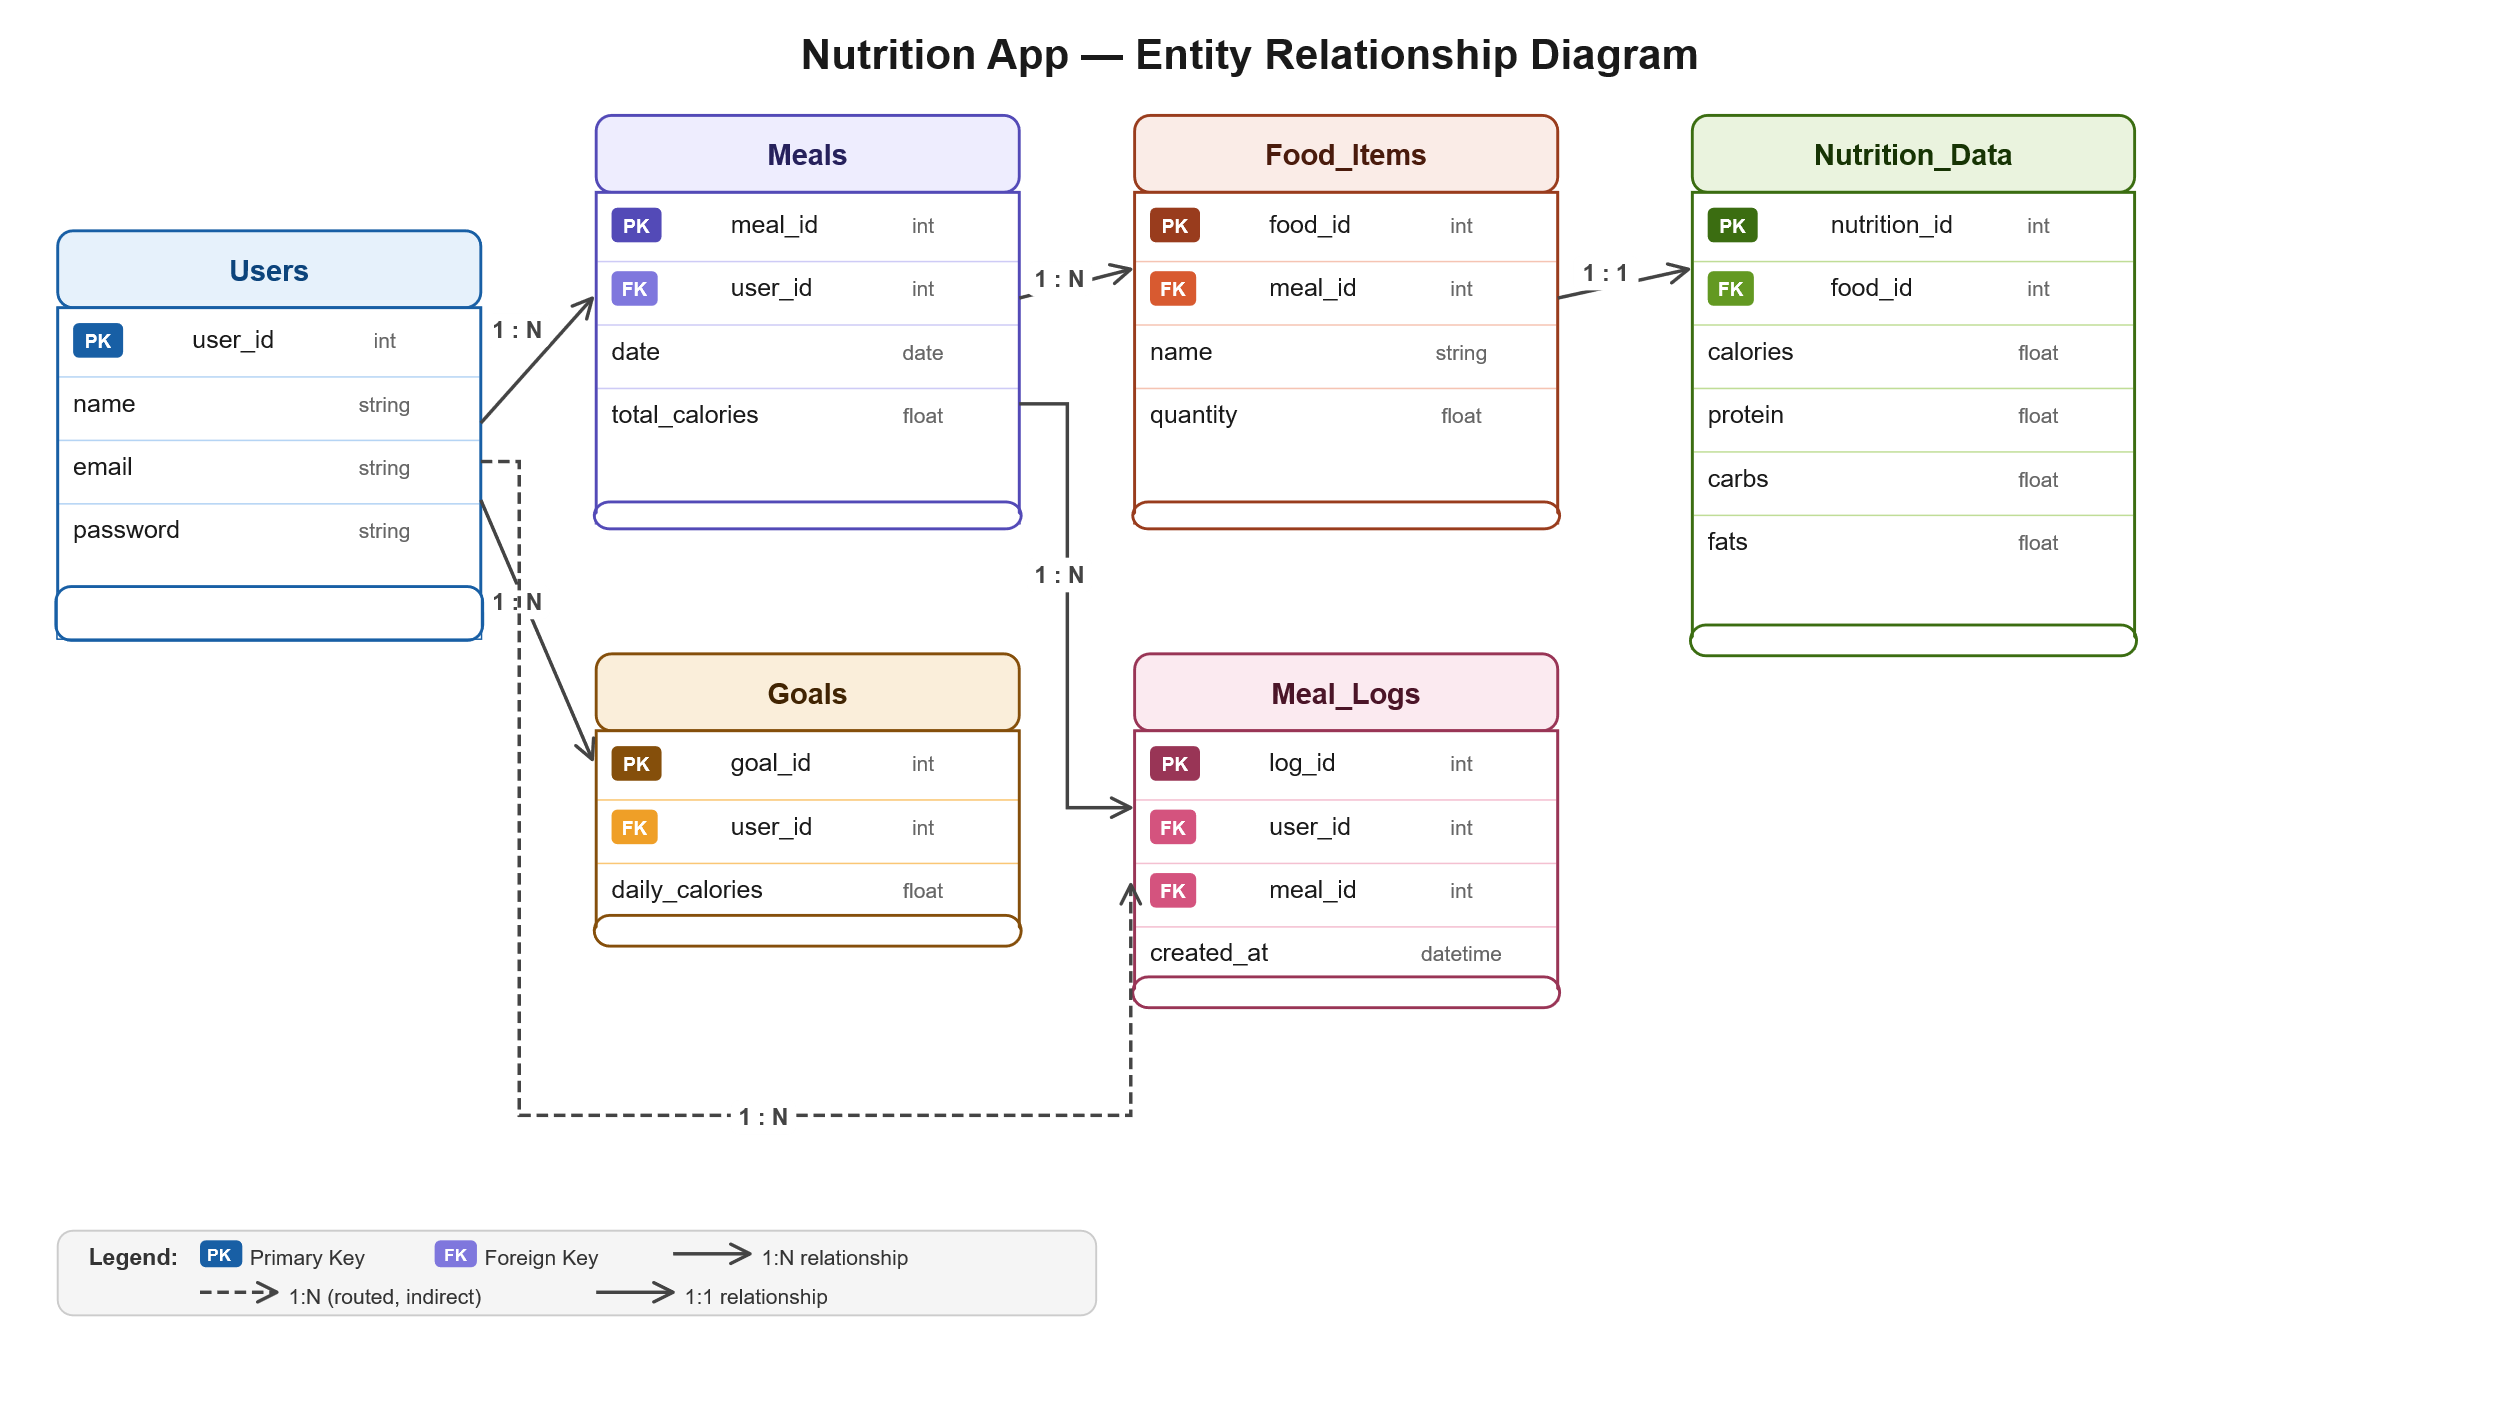 Nutrition App — Entity Relationship Diagram
Users
PK user_id int
name string
email string
password string
Meals
PK meal_id int
FK user_id int
date date
total_calories float
Food_Items
PK food_id int
FK meal_id int
name string
quantity float
Nutrition_Data
PK nutrition_id int
FK food_id int
calories float
protein float
carbs float
fats float
1 : N
1 : N
1 : 1
1 : N
1 : N
Goals
PK goal_id int
FK user_id int
daily_calories float
Meal_Logs
PK log_id int
FK user_id int
FK meal_id int
created_at datetime
1 : N
Legend: PK Primary Key FK Foreign Key 1:N relationship
1:N (routed, indirect) 1:1 relationship